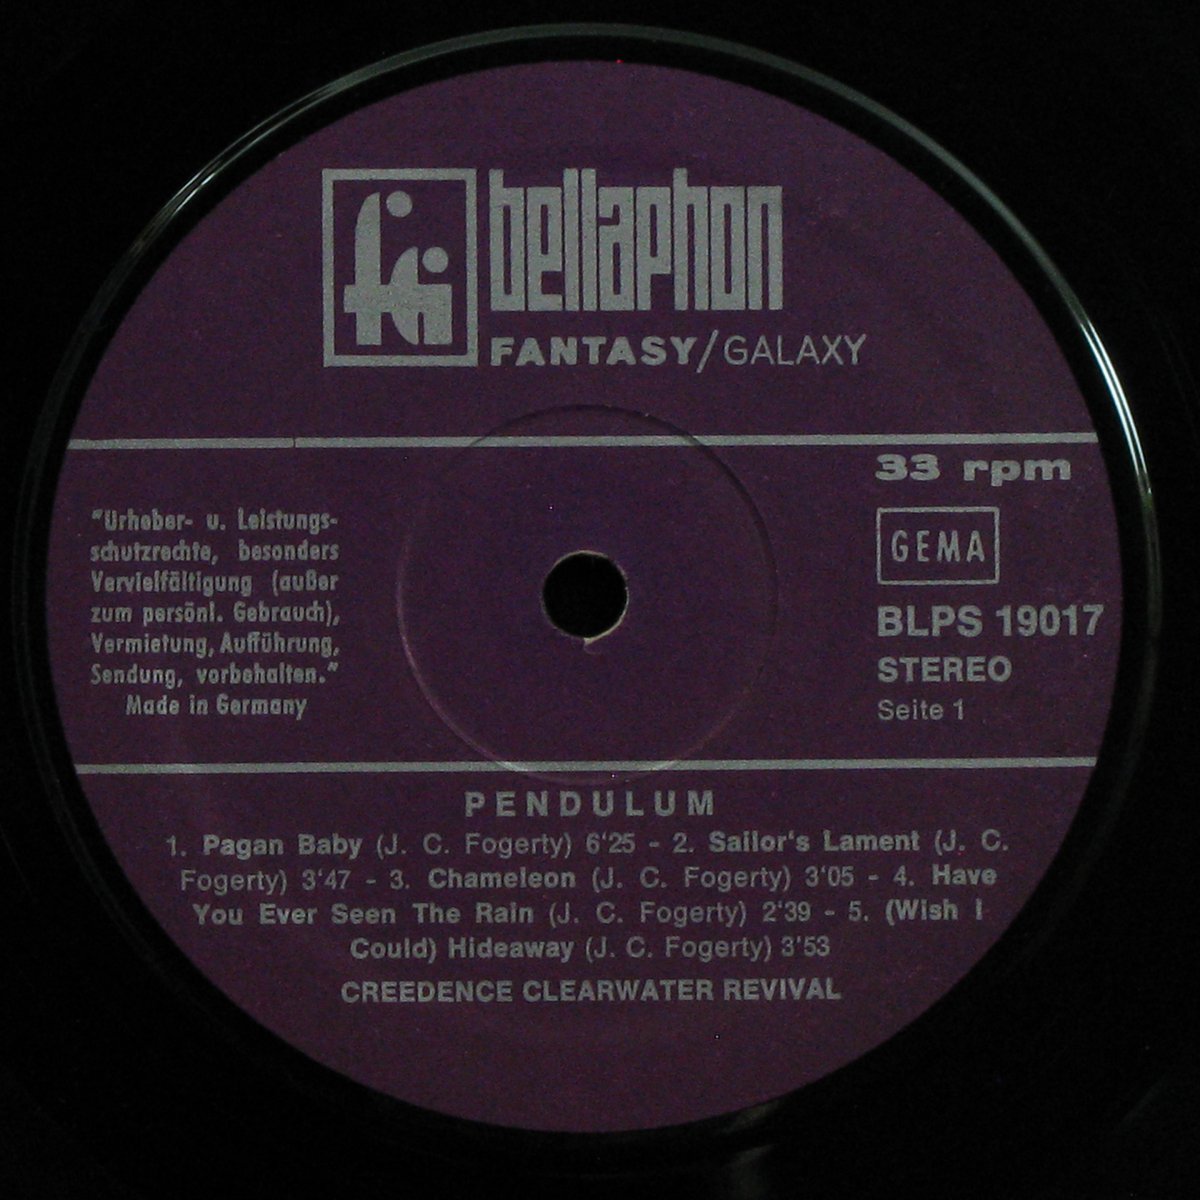 fti
bellaphon
FANTASY/GALAXY
33 rpm
"Urheber- u. Leistungs-
schutzrechte, besonders
Vervielfältigung (außer
zum persönl. Gebrauch),
Vermietung, Aufführung,
Sendung, vorbehalten."
Made in Germany
GEMA
BLPS 19017
STEREO
Seite 1
PENDULUM
1. Pagan Baby (J. C. Fogerty) 6'25 - 2. Sailor's Lament (J. C.
Fogerty) 3'47 - 3. Chameleon (J. C. Fogerty) 3'05 - 4. Have
You Ever Seen The Rain (J. C. Fogerty) 2'39 - 5. (Wish I
Could) Hideaway (J. C. Fogerty) 3'53
CREEDENCE CLEARWATER REVIVAL